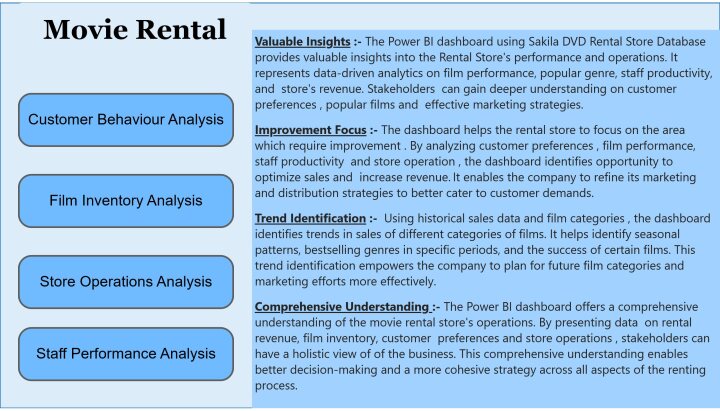 Movie Rental
Customer Behaviour Analysis
Film Inventory Analysis
Store Operations Analysis
Staff Performance Analysis
Valuable Insights :- The Power BI dashboard using Sakila DVD Rental Store Database
provides valuable insights into the Rental Store's performance and operations. It
represents data-driven analytics on film performance, popular genre, staff productivity,
and  store's revenue. Stakeholders  can gain deeper understanding on customer
preferences , popular films and  effective marketing strategies.
Improvement Focus :- The dashboard helps the rental store to focus on the area
which require improvement . By analyzing customer preferences , film performance,
staff productivity  and store operation , the dashboard identifies opportunity to
optimize sales and  increase revenue. It enables the company to refine its marketing
and distribution strategies to better cater to customer demands.
Trend Identification :-  Using historical sales data and film categories , the dashboard
identifies trends in sales of different categories of films. It helps identify seasonal
patterns, bestselling genres in specific periods, and the success of certain films. This
trend identification empowers the company to plan for future film categories and
marketing efforts more effectively.
Comprehensive Understanding :- The Power BI dashboard offers a comprehensive
understanding of the movie rental store's operations. By presenting data  on rental
revenue, film inventory, customer  preferences and store operations , stakeholders can
have a holistic view of of the business. This comprehensive understanding enables
better decision-making and a more cohesive strategy across all aspects of the renting
process.